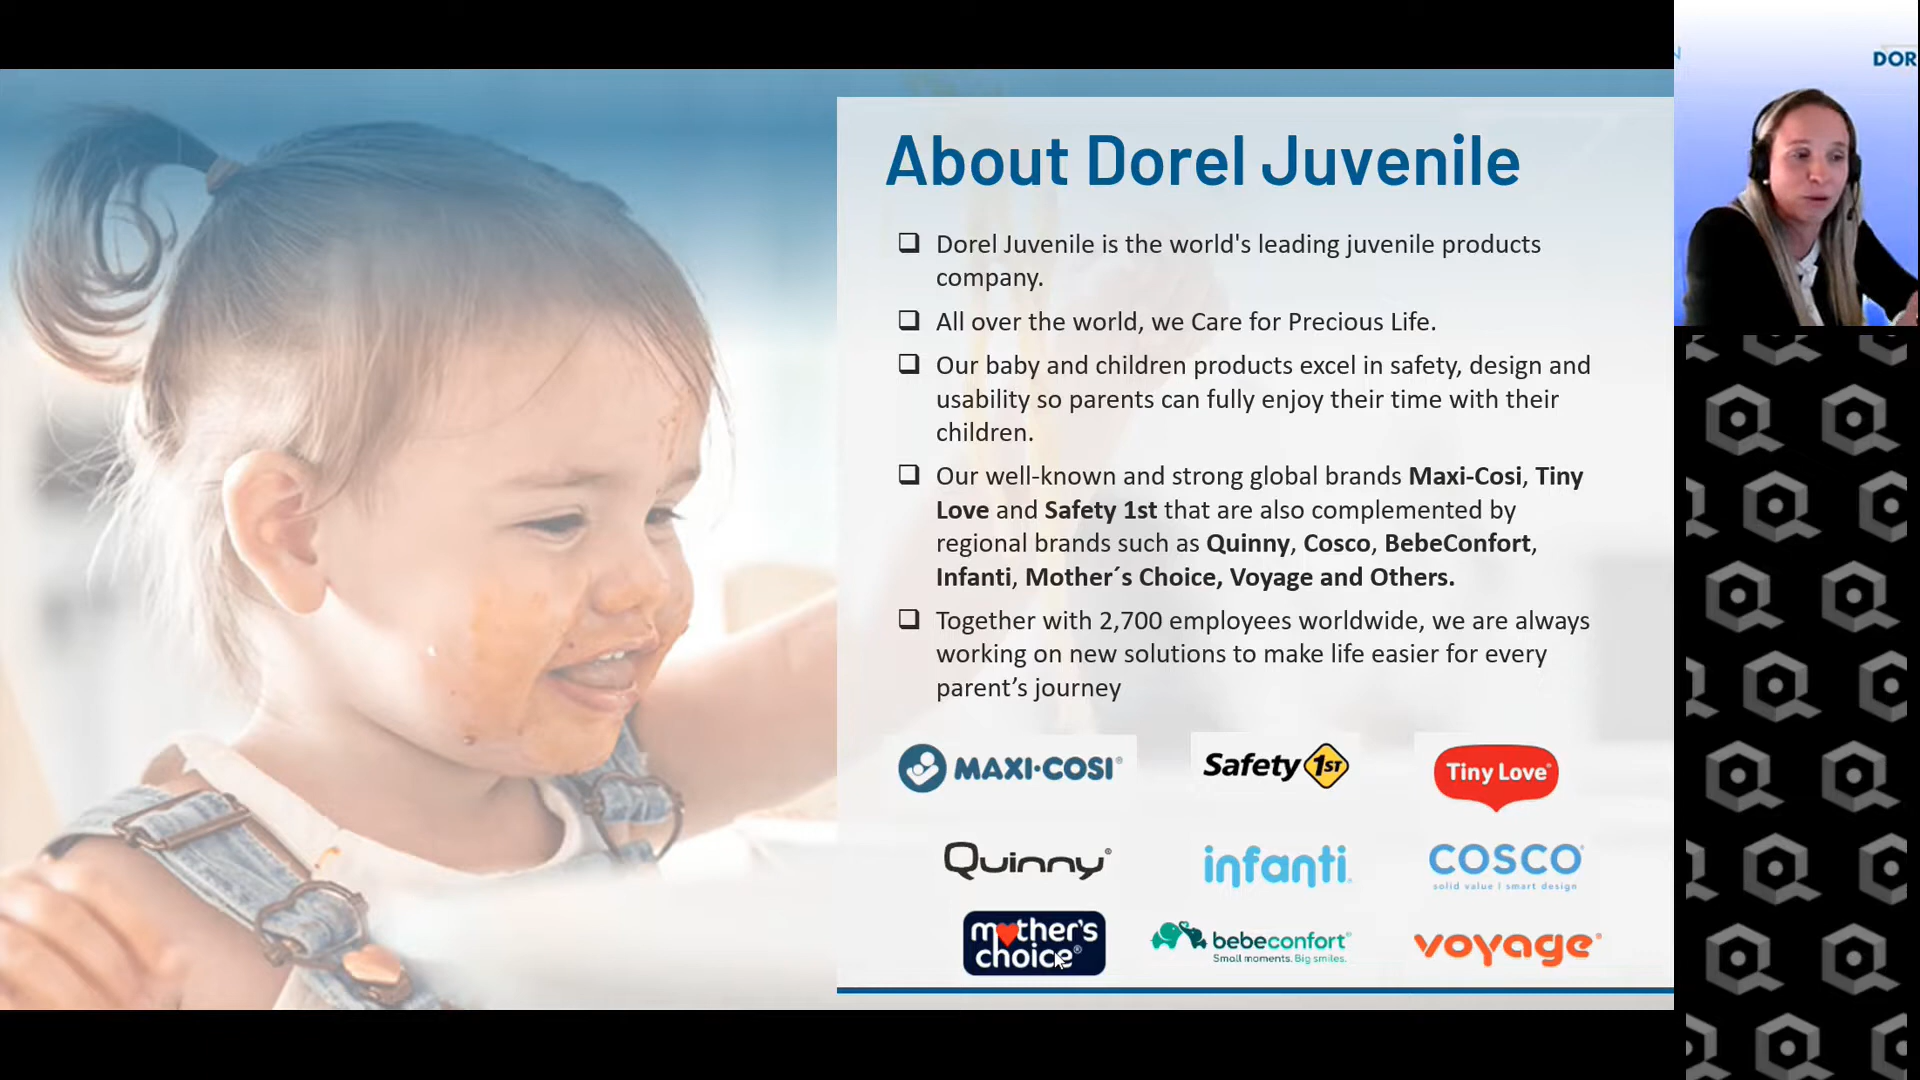 About Dorel Juvenile
Dorel Juvenile is the world's leading juvenile products
company.
All over the world, we Care for Precious Life.
Our baby and children products excel in safety, design and
usability so parents can fully enjoy their time with their
children.
Our well-known and strong global brands Maxi-Cosi, Tiny
Love and Safety 1st that are also complemented by
regional brands such as Quinny, Cosco, BebeConfort,
Infanti, Mother´s Choice, Voyage and Others.
Together with 2,700 employees worldwide, we are always
working on new solutions to make life easier for every
parent’s journey
MAXI·COSI®
Safety 1ST
Tiny Love®
Quinny®
infanti®
COSCO®
solid value | smart design
mother's
choice®
bebeconfort®
Small moments. Big smiles.
voyage®
DOR